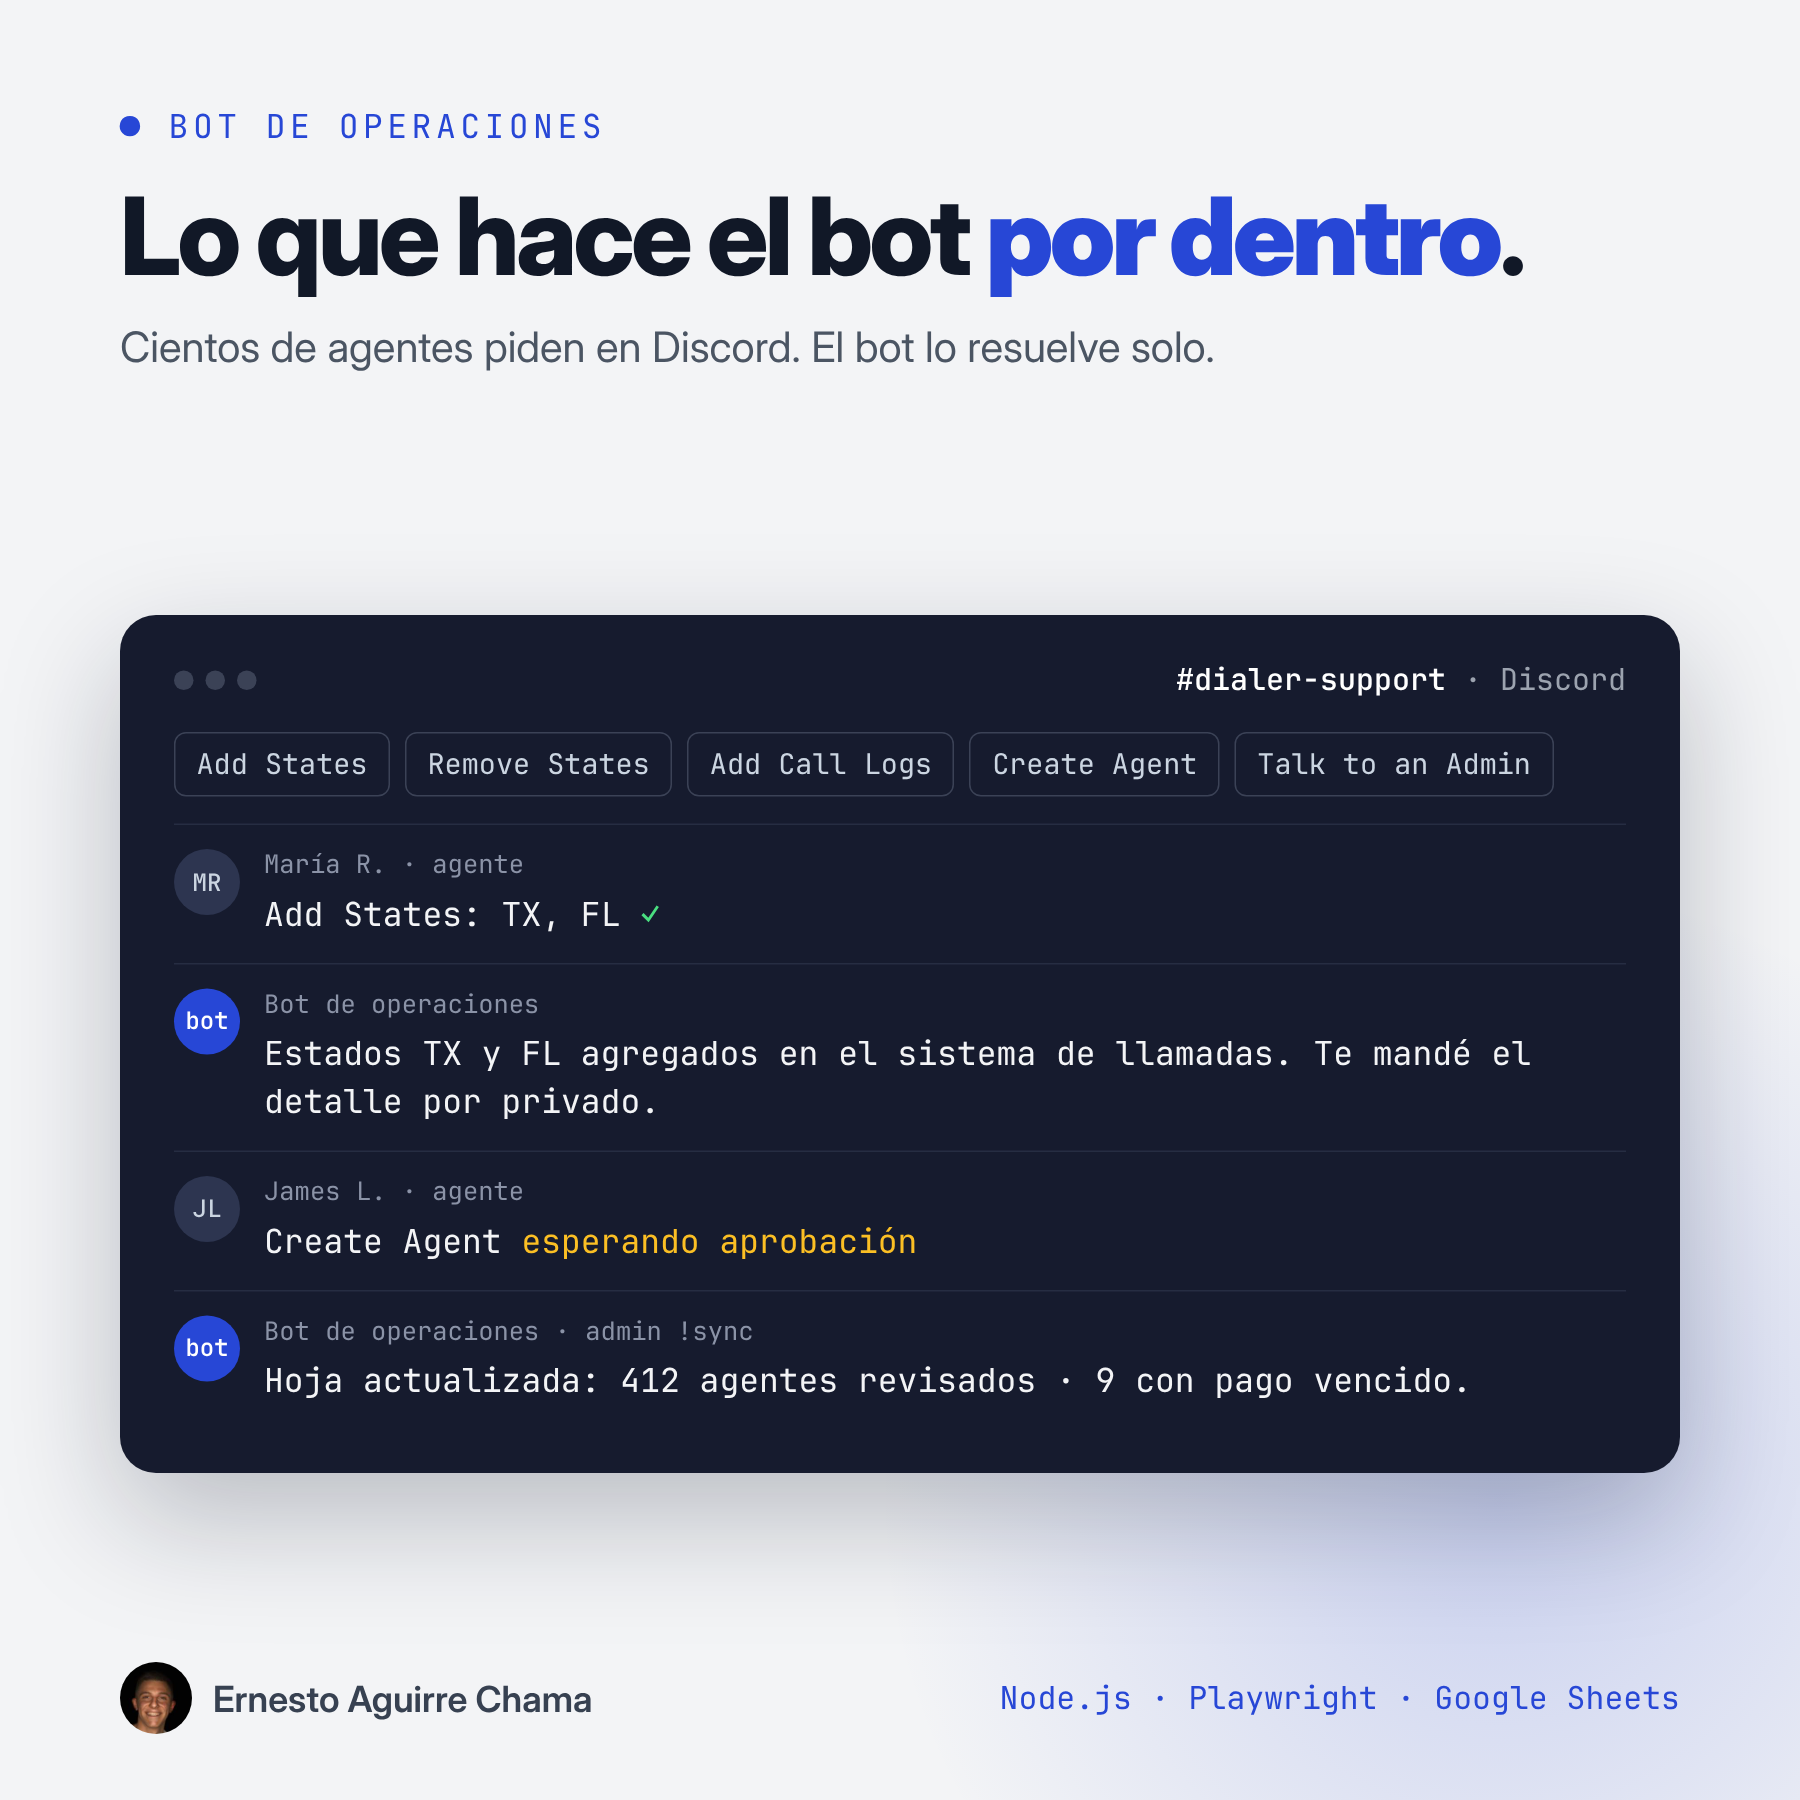 BOT DE OPERACIONES
Lo que hace el bot por dentro.
Cientos de agentes piden en Discord. El bot lo resuelve solo.
#dialer-support · Discord
Add States Remove States Add Call Logs Create Agent Talk to an Admin
MR María R. · agente
Add States: TX, FL ✓
bot Bot de operaciones
Estados TX y FL agregados en el sistema de llamadas. Te mandé el
detalle por privado.
JL James L. · agente
Create Agent esperando aprobación
bot Bot de operaciones · admin !sync
Hoja actualizada: 412 agentes revisados · 9 con pago vencido.
Ernesto Aguirre Chama
Node.js · Playwright · Google Sheets